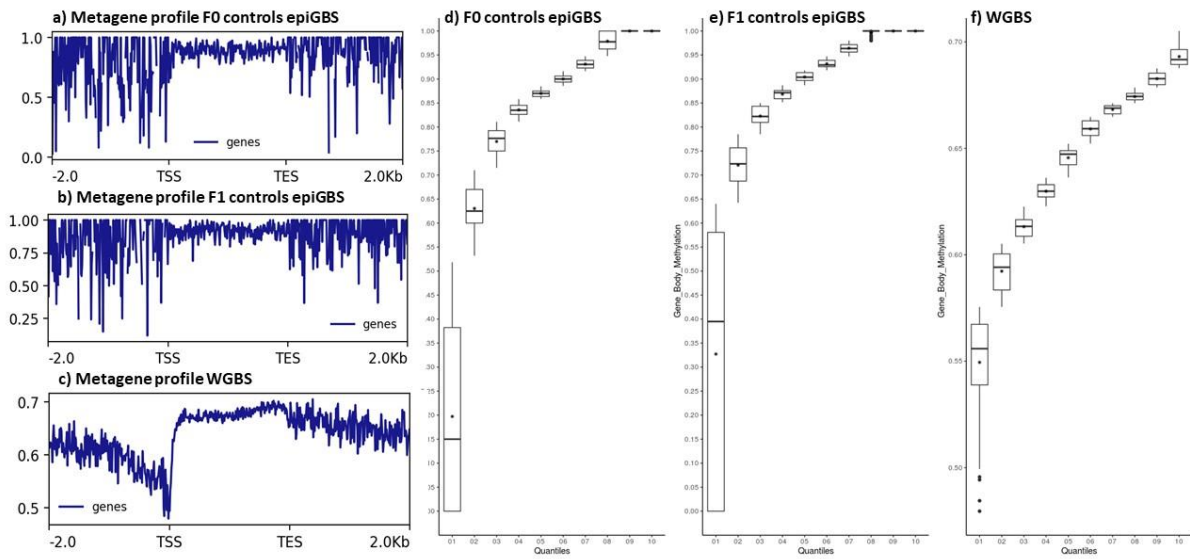 a) Metagene profile F0 controls epiGBS
1.0
0.5
0.0
genes
-2.0 TSS TES 2.0Kb
b) Metagene profile F1 controls epiGBS
1.00
0.75
0.50
0.25
genes
-2.0 TSS TES 2.0Kb
c) Metagene profile WGBS
0.7
0.6
0.5
genes
-2.0 TSS TES 2.0Kb
d) F0 controls epiGBS
1.00
0.95
0.90
0.85
0.80
0.75
0.70
01 02 03 04 05 06 07 08 09 10
Quantiles
e) F1 controls epiGBS
Gene_Body_Methylation
1.00
0.95
0.90
0.85
0.80
0.75
0.70
0.65
0.60
0.55
0.50
0.45
0.40
0.35
0.30
0.25
0.20
0.15
0.10
0.05
0.00
01 02 03 04 05 06 07 08 09 10
Quantiles
f) WGBS
Gene_Body_Methylation
0.70
0.65
0.60
0.55
0.50
01 02 03 04 05 06 07 08 09 10
Quantiles